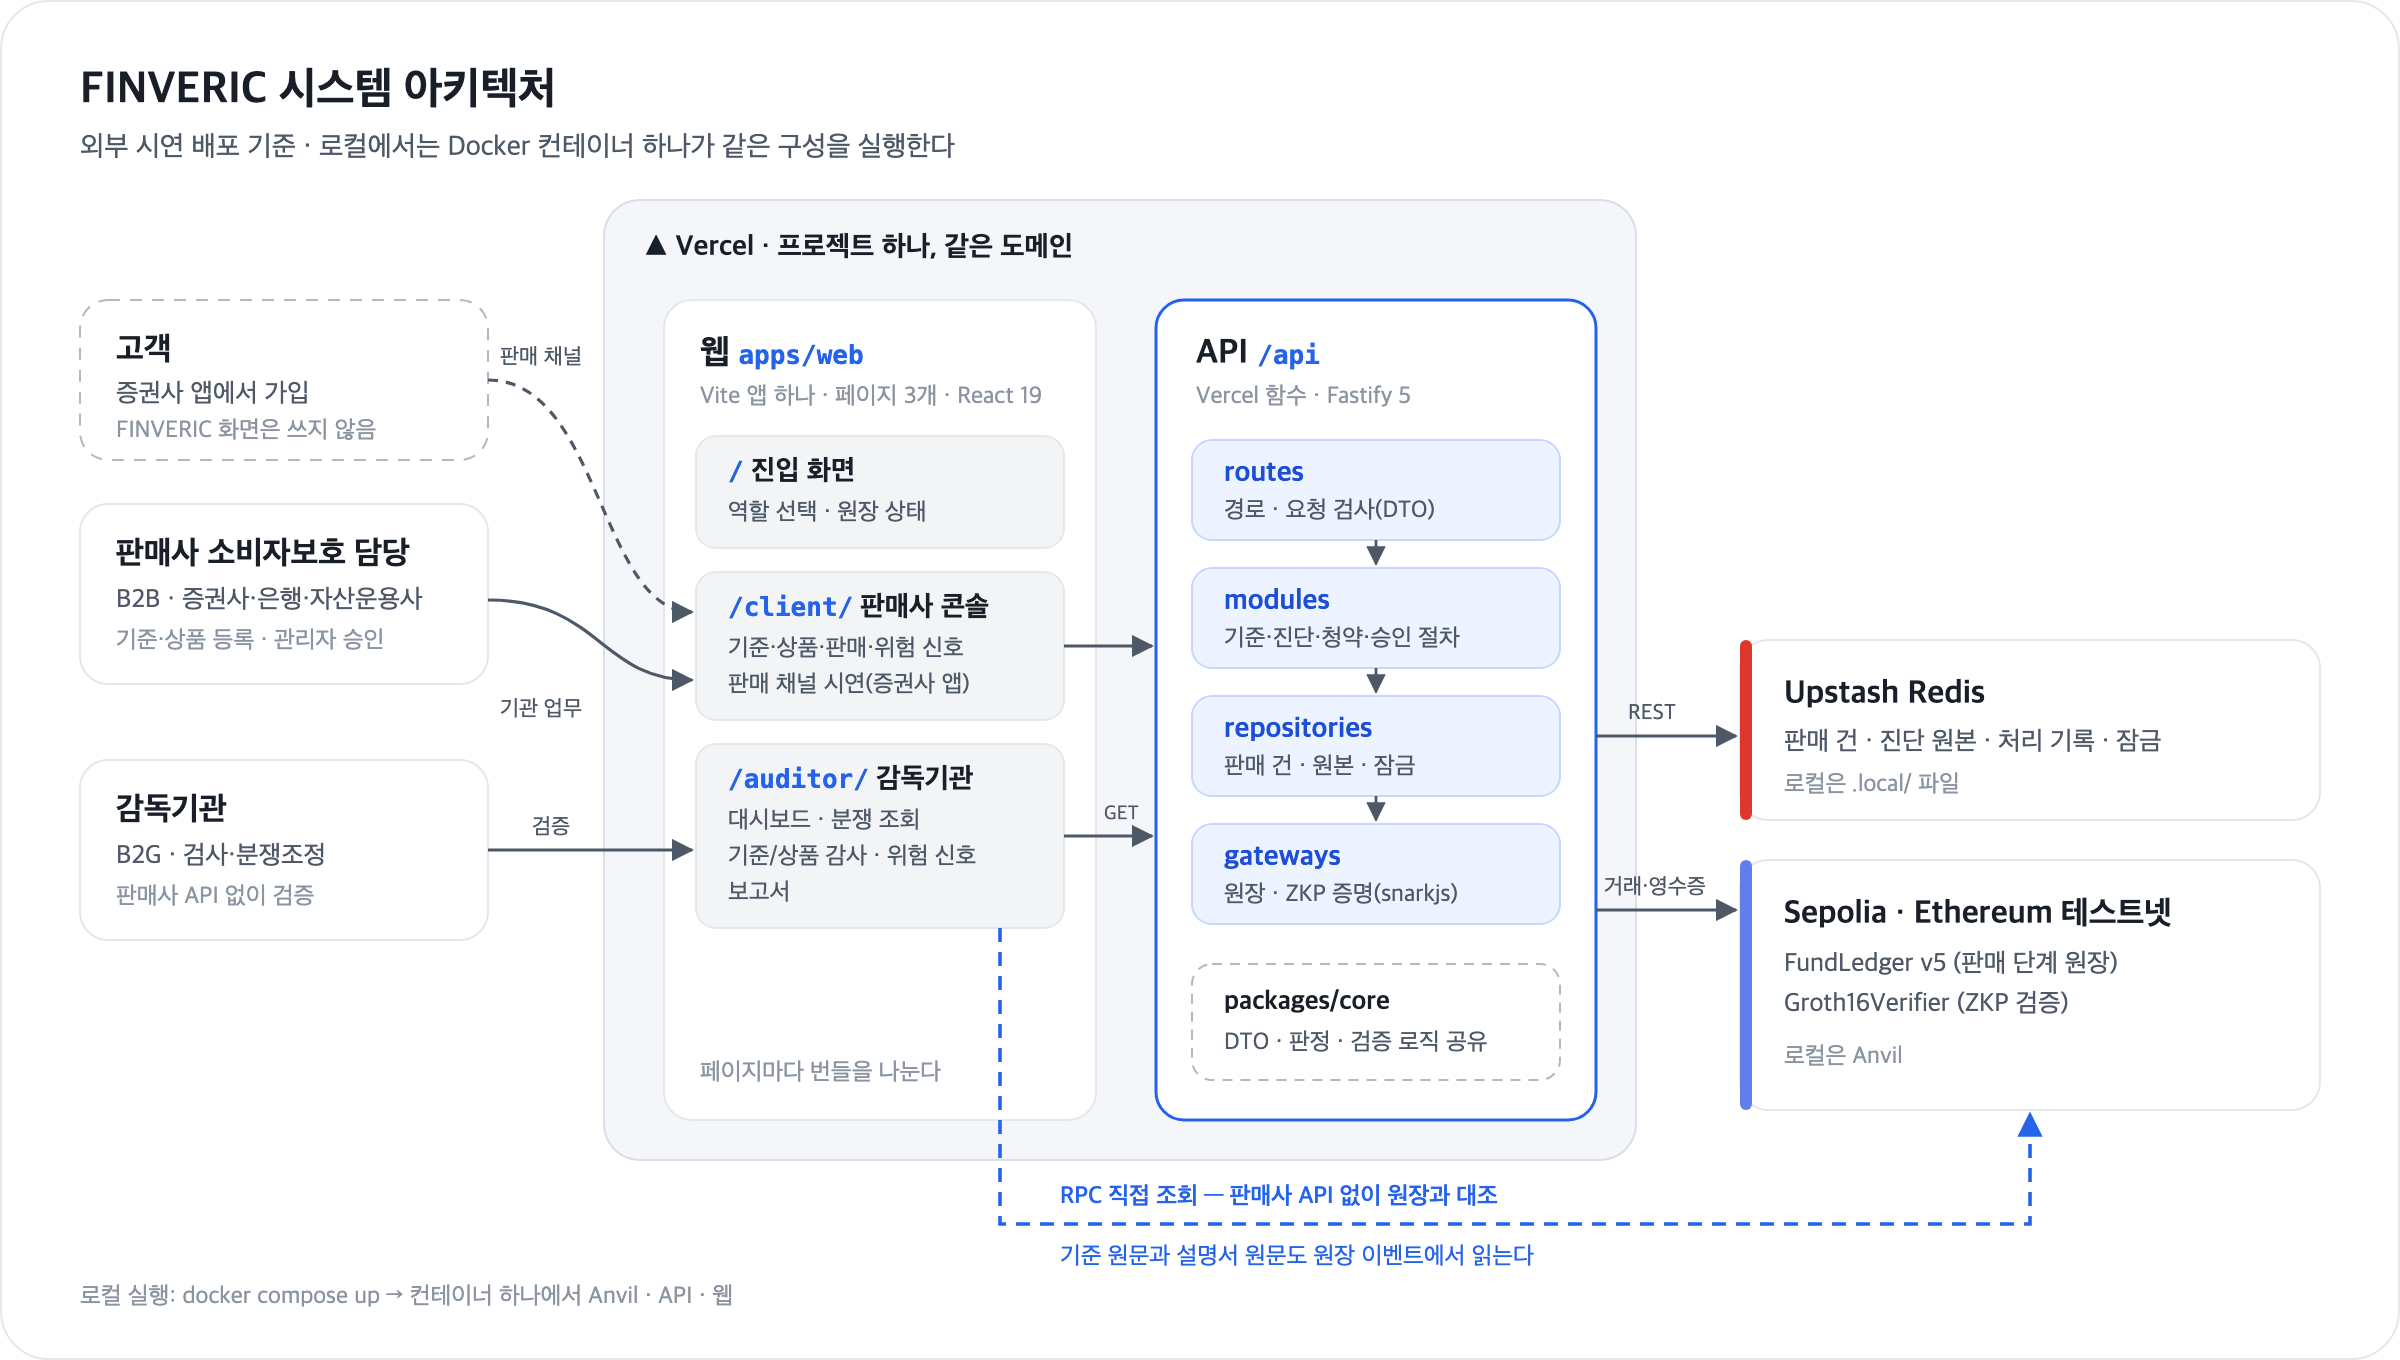 FINVERIC 시스템 아키텍처
외부 시연 배포 기준 · 로컬에서는 Docker 컨테이너 하나가 같은 구성을 실행한다
▲ Vercel · 프로젝트 하나, 같은 도메인
고객
증권사 앱에서 가입
FINVERIC 화면은 쓰지 않음
판매 채널
판매사 소비자보호 담당
B2B · 증권사·은행·자산운용사
기준·상품 등록 · 관리자 승인
기관 업무
감독기관
B2G · 검사·분쟁조정
판매사 API 없이 검증
검증
웹 apps/web
Vite 앱 하나 · 페이지 3개 · React 19
/ 진입 화면
역할 선택 · 원장 상태
/client/ 판매사 콘솔
기준·상품·판매·위험 신호
판매 채널 시연(증권사 앱)
/auditor/ 감독기관
대시보드 · 분쟁 조회
기준/상품 감사 · 위험 신호
보고서
페이지마다 번들을 나눈다
GET
API /api
Vercel 함수 · Fastify 5
routes
경로 · 요청 검사(DTO)
modules
기준·진단·청약·승인 절차
repositories
판매 건 · 원본 · 잠금
gateways
원장 · ZKP 증명(snarkjs)
packages/core
DTO · 판정 · 검증 로직 공유
REST
거래·영수증
Upstash Redis
판매 건 · 진단 원본 · 처리 기록 · 잠금
로컬은 .local/ 파일
Sepolia · Ethereum 테스트넷
FundLedger v5 (판매 단계 원장)
Groth16Verifier (ZKP 검증)
로컬은 Anvil
RPC 직접 조회 — 판매사 API 없이 원장과 대조
기준 원문과 설명서 원문도 원장 이벤트에서 읽는다
로컬 실행: docker compose up → 컨테이너 하나에서 Anvil · API · 웹